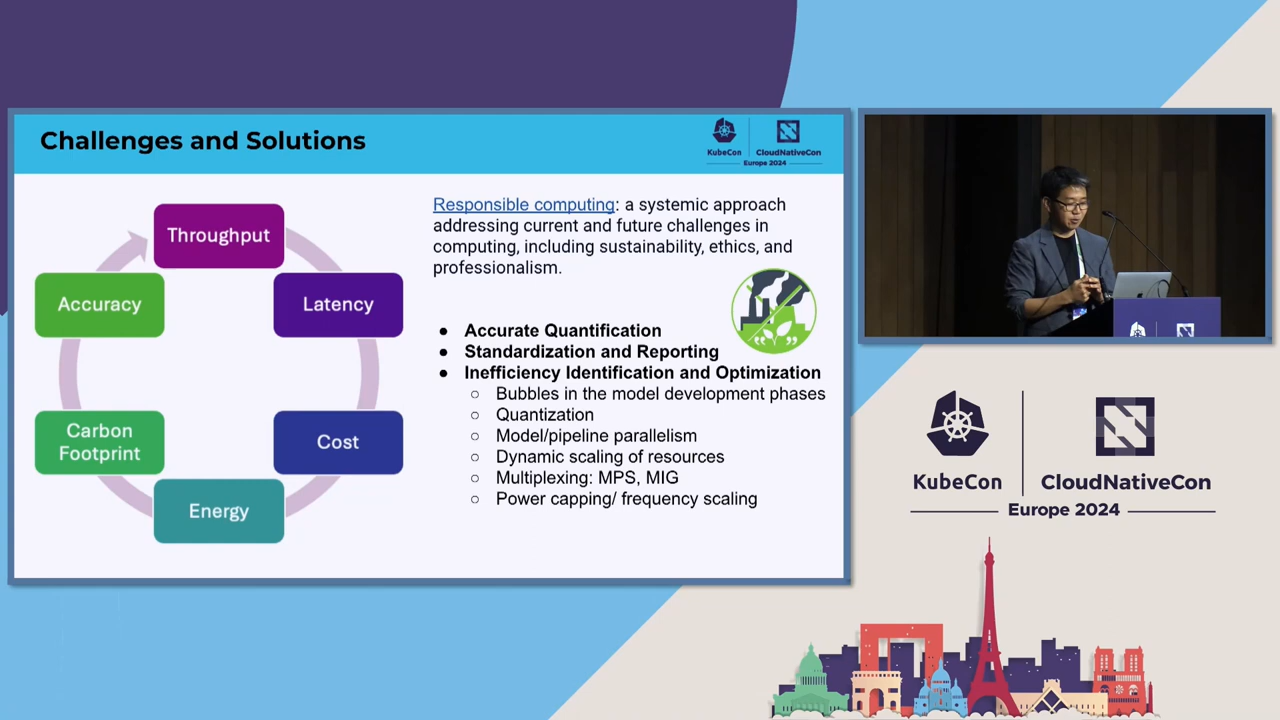 Challenges and Solutions
KubeCon
CloudNativeCon
Europe 2024
Throughput
Latency
Cost
Energy
Carbon
Footprint
Accuracy
Responsible computing: a systemic approach
addressing current and future challenges in
computing, including sustainability, ethics, and
professionalism.
● Accurate Quantification
● Standardization and Reporting
● Inefficiency Identification and Optimization
○ Bubbles in the model development phases
○ Quantization
○ Model/pipeline parallelism
○ Dynamic scaling of resources
○ Multiplexing: MPS, MIG
○ Power capping/ frequency scaling
KubeCon
CloudNativeCon
Europe 2024